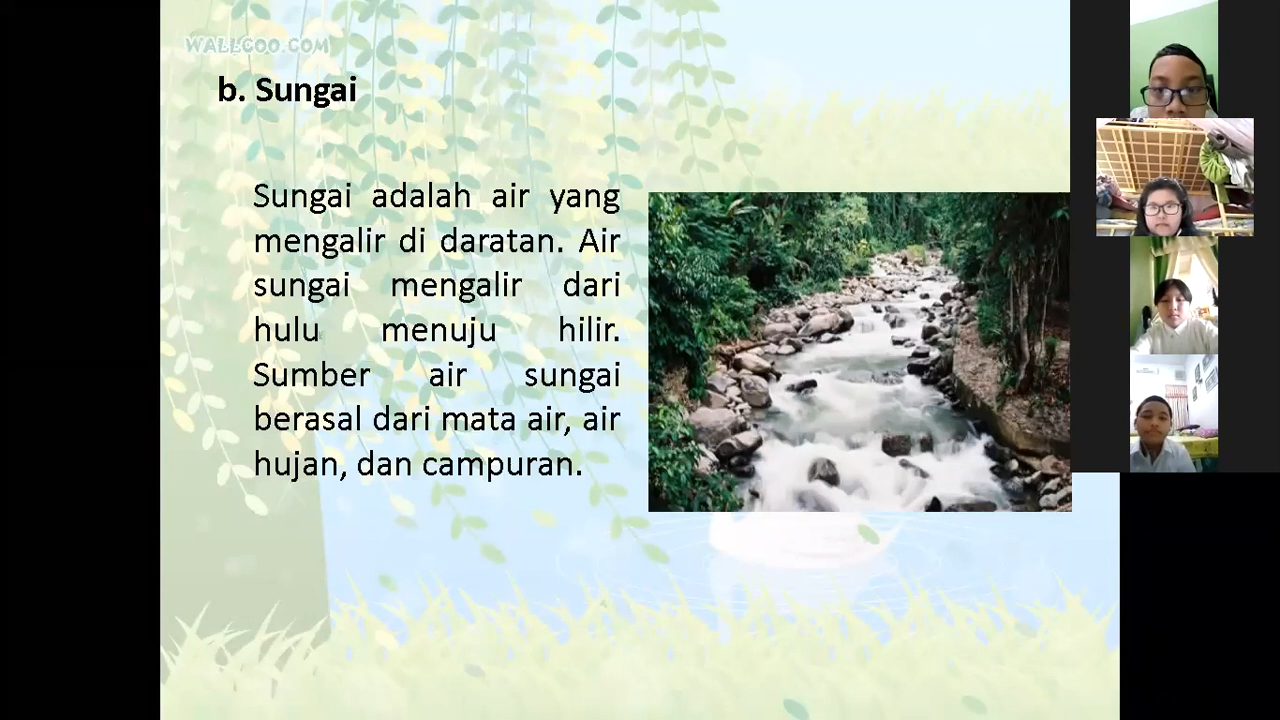 WALLCOO.COM
b. Sungai
Sungai adalah air yang
mengalir di daratan. Air
sungai mengalir dari
hulu menuju hilir.
Sumber air sungai
berasal dari mata air, air
hujan, dan campuran.